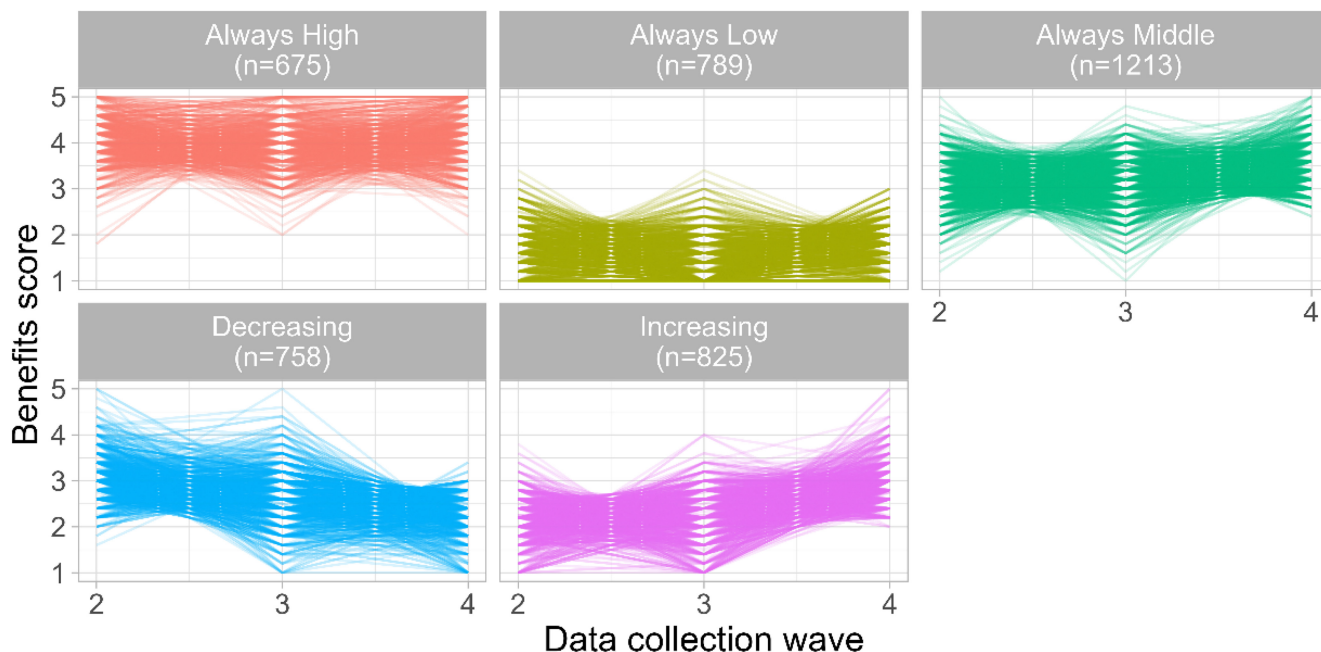 Always High
(n=675)
Always Low
(n=789)
Always Middle
(n=1213)
5
4
3
2
1
2
3
4
Decreasing
(n=758)
Increasing
(n=825)
5
4
3
2
1
2
3
4
2
3
4
Benefits score
Data collection wave